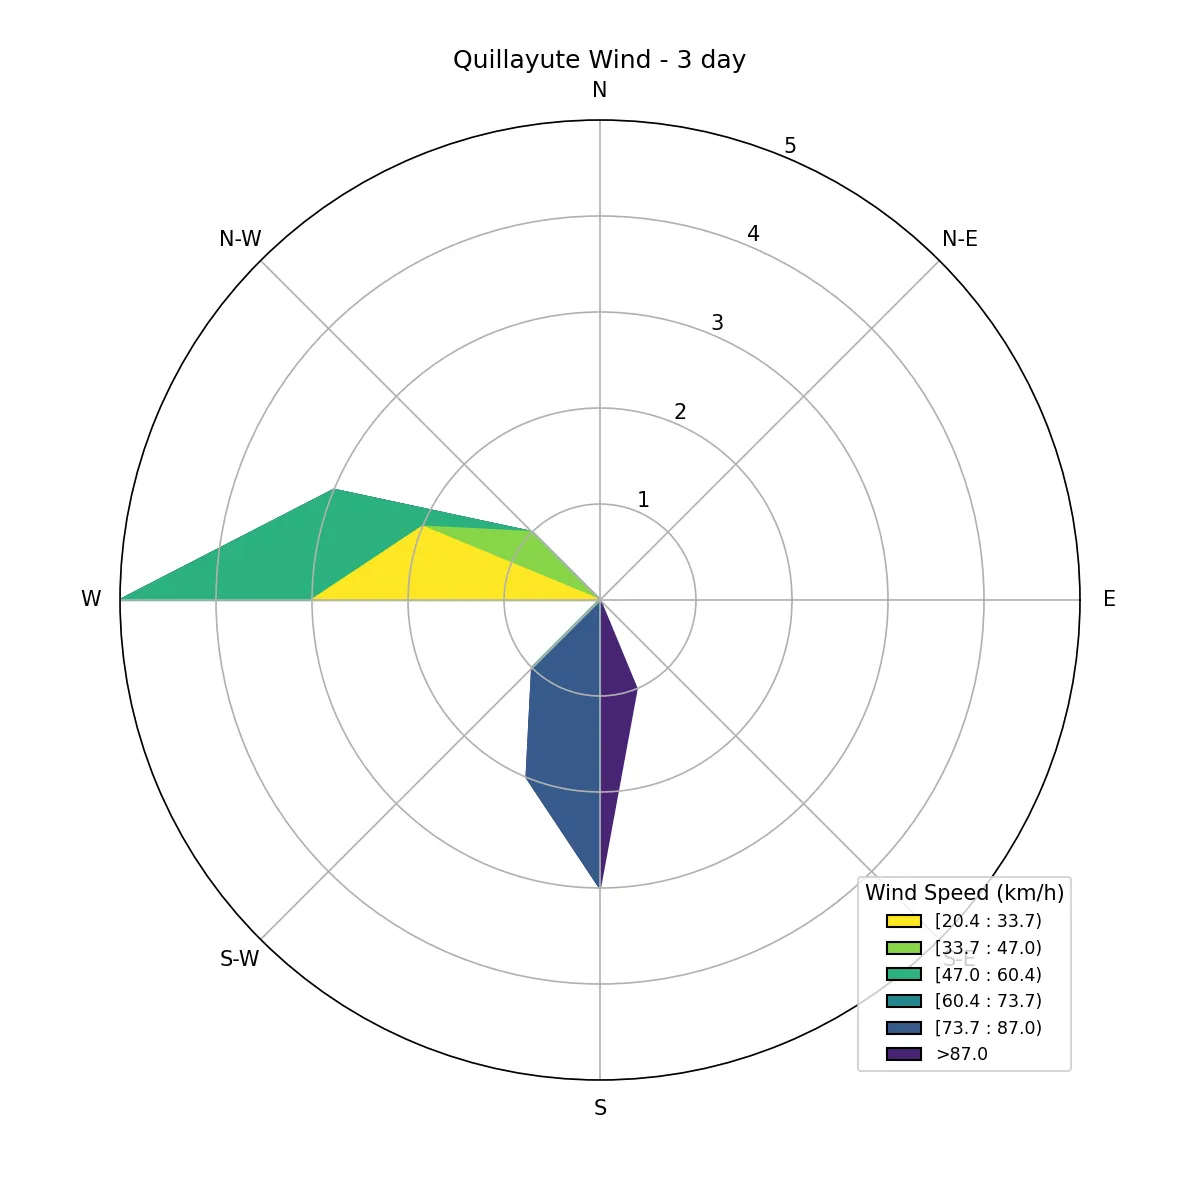 Quillayute Wind - 3 day
N
5
N-W
N-E
4
3
2
1
W
E
Wind Speed (km/h)
[20.4 : 33.7)
[33.7 : 47.0)
S-W
S-E
[47.0 : 60.4)
[60.4 : 73.7)
[73.7 : 87.0)
>87.0
S